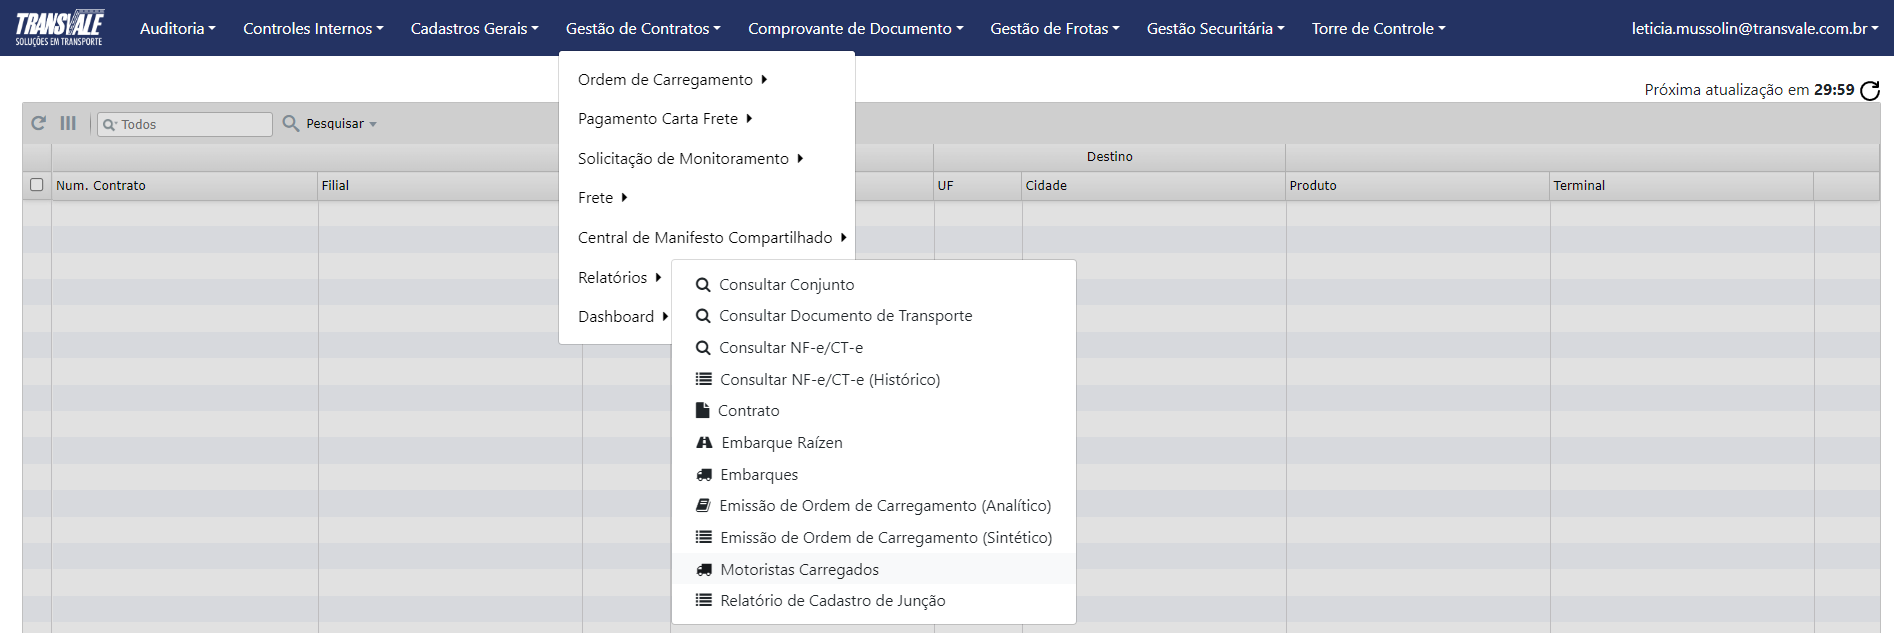 TRANSVALE
SOLUÇÕES EM TRANSPORTE
Auditoria
Controles Internos
Cadastros Gerais
Gestão de Contratos
Comprovante de Documento
Gestão de Frotas
Gestão Securitária
Torre de Controle
leticia.mussolin@transvale.com.br
Próxima atualização em 29:59
Todos
Pesquisar
Destino
Num. Contrato
Filial
UF
Cidade
Produto
Terminal
Ordem de Carregamento
Pagamento Carta Frete
Solicitação de Monitoramento
Frete
Central de Manifesto Compartilhado
Relatórios
Dashboard
Consultar Conjunto
Consultar Documento de Transporte
Consultar NF-e/CT-e
Consultar NF-e/CT-e (Histórico)
Contrato
Embarque Raízen
Embarques
Emissão de Ordem de Carregamento (Analítico)
Emissão de Ordem de Carregamento (Sintético)
Motoristas Carregados
Relatório de Cadastro de Junção